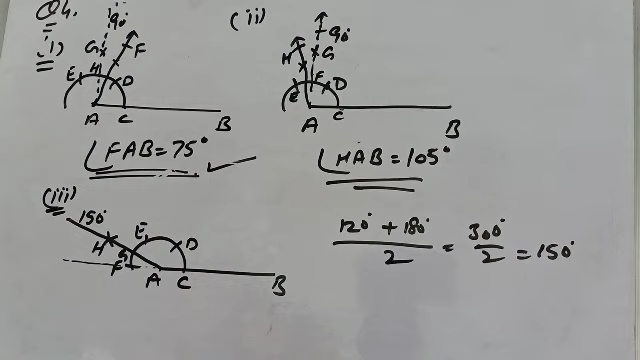 Q4.
(i)
90°
G
F
H
E
D
A
C
B
∠FAB = 75°
(ii)
90°
G
H
F
D
E
A
C
B
∠HAB = 105°
(iii)
150°
H
E
D
G
F
A
C
B
120° + 180° / 2 = 300° / 2 = 150°